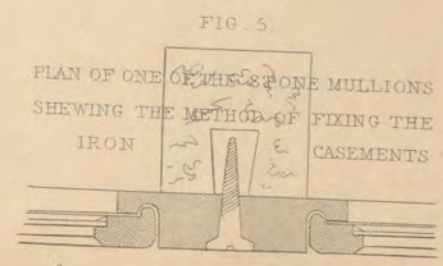 FIG. 5
PLAN OF ONE OF THE STONE MULLIONS
SHEWING THE METHOD OF FIXING THE
IRON CASEMENTS